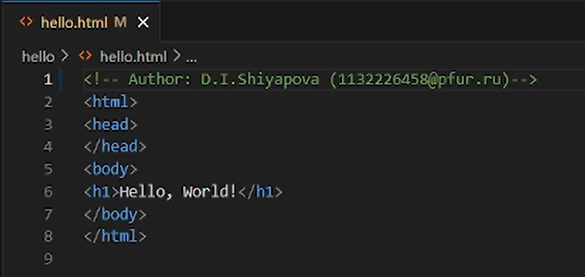 <> hello.html M ×
hello > <> hello.html > ...
1 <!-- Author: D.I.Shiyapova (1132226458@pfur.ru)-->
2 <html>
3 <head>
4 </head>
5 <body>
6 <h1>Hello, World!</h1>
7 </body>
8 </html>
9